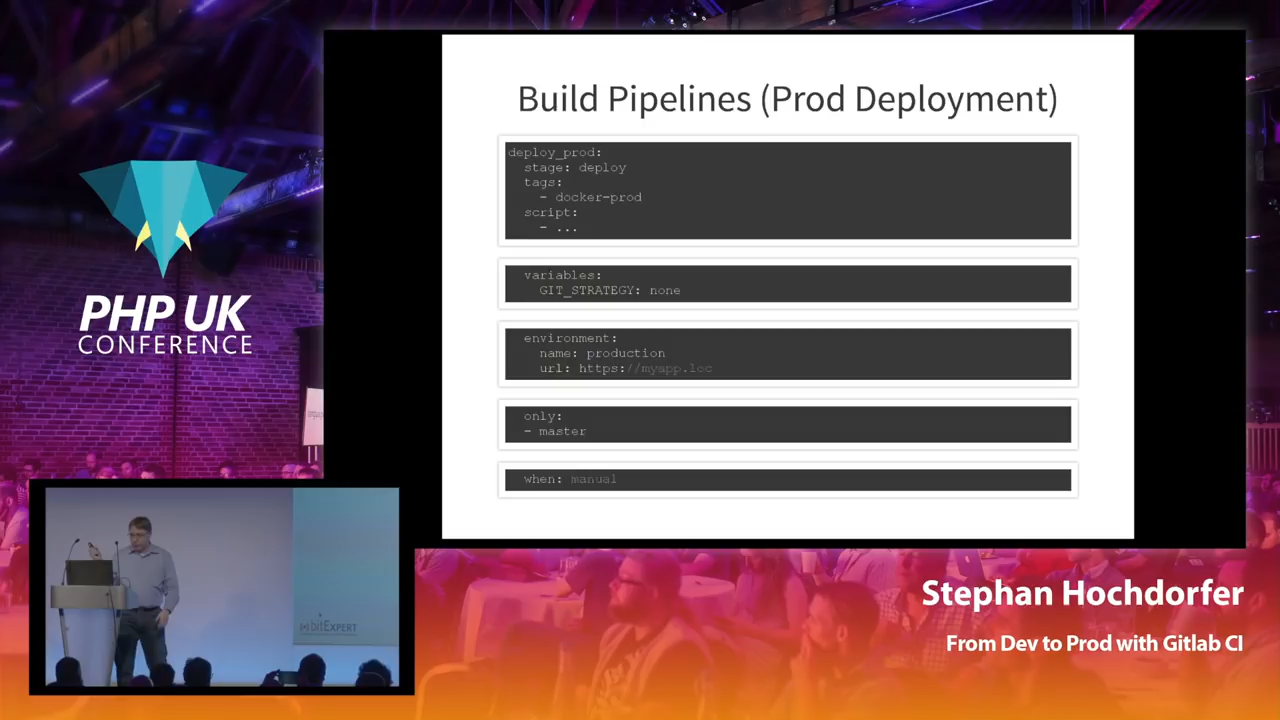 Build Pipelines (Prod Deployment)
deploy_prod:
stage: deploy
tags:
- docker-prod
script:
- ...
variables:
GIT_STRATEGY: none
environment:
name: production
url: https://myapp.loc
only:
- master
when: manual
PHP UK
CONFERENCE
bitExpert
Stephan Hochdorfer
From Dev to Prod with Gitlab CI